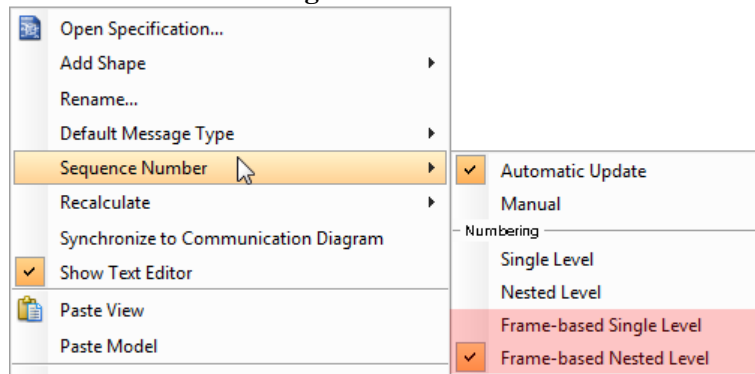 Open Specification...
Add Shape
Rename...
Default Message Type
Sequence Number
Recalculate
Synchronize to Communication Diagram
Show Text Editor
Paste View
Paste Model
Automatic Update
Manual
Numbering
Single Level
Nested Level
Frame-based Single Level
Frame-based Nested Level